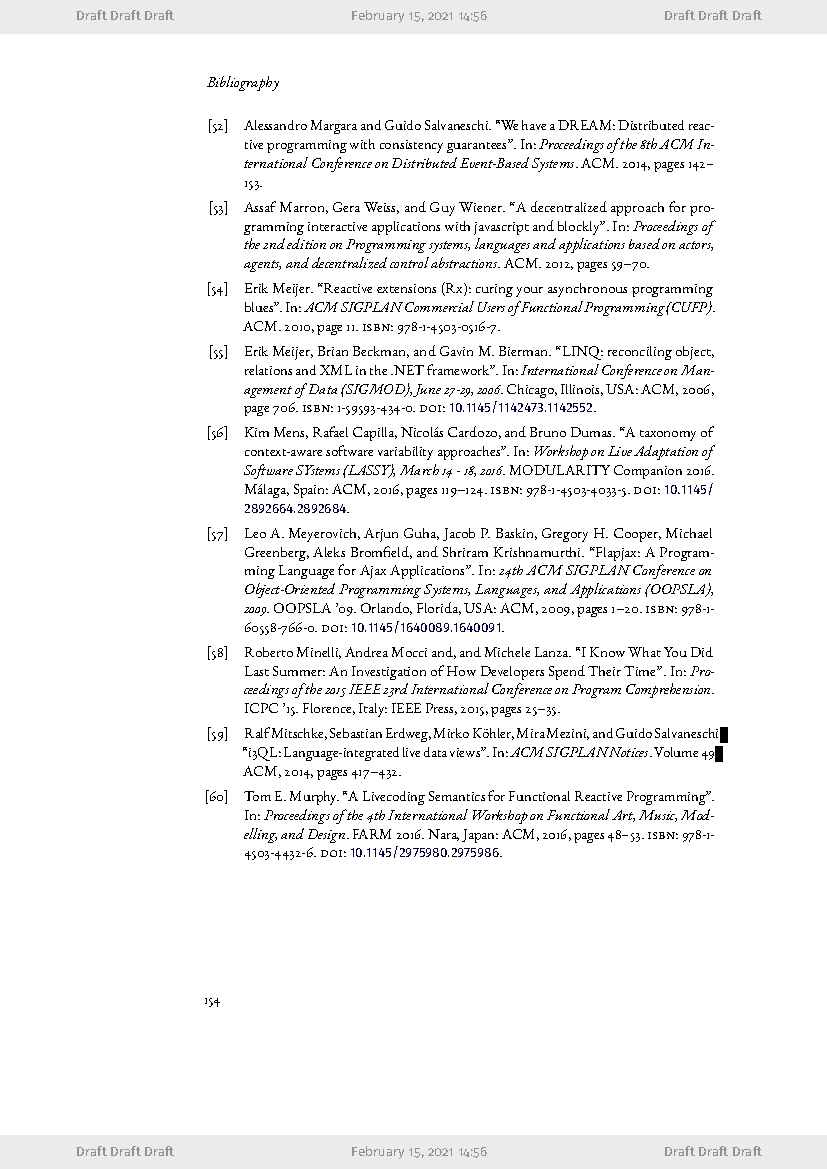 Draft Draft Draft February 15, 2021 14:56 Draft Draft Draft
Bibliography
[52] Alessandro Margara and Guido Salvaneschi. “We have a DREAM: Distributed reac-
tive programming with consistency guarantees”. In: Proceedings of the 8th ACM In-
ternational Conference on Distributed Event-Based Systems. ACM. 2014, pages 142–
153.
[53] Assaf Marron, Gera Weiss, and Guy Wiener. “A decentralized approach for pro-
gramming interactive applications with javascript and blockly”. In: Proceedings of
the 2nd edition on Programming systems, languages and applications based on actors,
agents, and decentralized control abstractions. ACM. 2012, pages 59–70.
[54] Erik Meijer. “Reactive extensions (Rx): curing your asynchronous programming
blues”. In: ACM SIGPLAN Commercial Users of Functional Programming (CUFP).
ACM. 2010, page 11. ISBN: 978-1-4503-0516-7.
[55] Erik Meijer, Brian Beckman, and Gavin M. Bierman. “LINQ: reconciling object,
relations and XML in the .NET framework”. In: International Conference on Man-
agement of Data (SIGMOD), June 27-29, 2006. Chicago, Illinois, USA: ACM, 2006,
page 706. ISBN: 1-59593-434-0. DOI: 10.1145/1142473.1142552.
[56] Kim Mens, Rafael Capilla, Nicolás Cardozo, and Bruno Dumas. “A taxonomy of
context-aware software variability approaches”. In: Workshop on Live Adaptation of
Software SYstems (LASSY), March 14 - 18, 2016. MODULARITY Companion 2016.
Málaga, Spain: ACM, 2016, pages 119–124. ISBN: 978-1-4503-4033-5. DOI: 10.1145/
2892664.2892684.
[57] Leo A. Meyerovich, Arjun Guha, Jacob P. Baskin, Gregory H. Cooper, Michael
Greenberg, Aleks Bromfield, and Shriram Krishnamurthi. “Flapjax: A Program-
ming Language for Ajax Applications”. In: 24th ACM SIGPLAN Conference on
Object-Oriented Programming Systems, Languages, and Applications (OOPSLA),
2009. OOPSLA ’09. Orlando, Florida, USA: ACM, 2009, pages 1–20. ISBN: 978-1-
60558-766-0. DOI: 10.1145/1640089.1640091.
[58] Roberto Minelli, Andrea Mocci and, and Michele Lanza. “I Know What You Did
Last Summer: An Investigation of How Developers Spend Their Time”. In: Pro-
ceedings of the 2015 IEEE 23rd International Conference on Program Comprehension.
ICPC ’15. Florence, Italy: IEEE Press, 2015, pages 25–35.
[59] Ralf Mitschke, Sebastian Erdweg, Mirko Köhler, Mira Mezini, and Guido Salvaneschi
“i3QL: Language-integrated live data views”. In: ACM SIGPLAN Notices. Volume 49
ACM, 2014, pages 417–432.
[60] Tom E. Murphy. “A Livecoding Semantics for Functional Reactive Programming”.
In: Proceedings of the 4th International Workshop on Functional Art, Music, Mod-
elling, and Design. FARM 2016. Nara, Japan: ACM, 2016, pages 48–53. ISBN: 978-1-
4503-4432-6. DOI: 10.1145/2975980.2975986.
154
Draft Draft Draft February 15, 2021 14:56 Draft Draft Draft